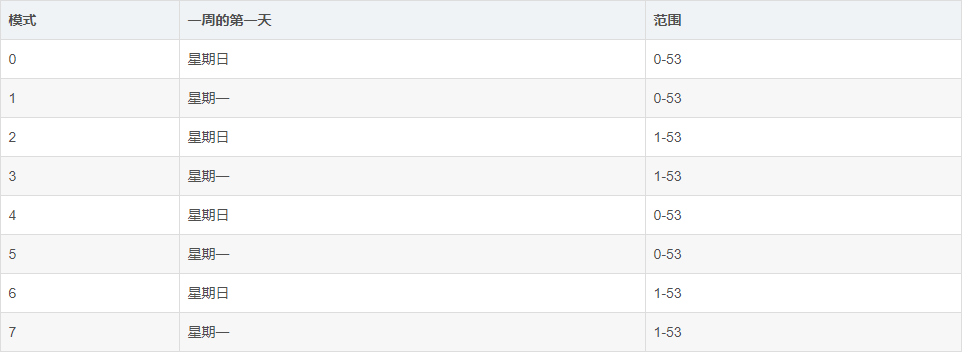 模式 一周的第一天 范围
0 星期日 0-53
1 星期一 0-53
2 星期日 1-53
3 星期一 1-53
4 星期日 0-53
5 星期一 0-53
6 星期日 1-53
7 星期一 1-53